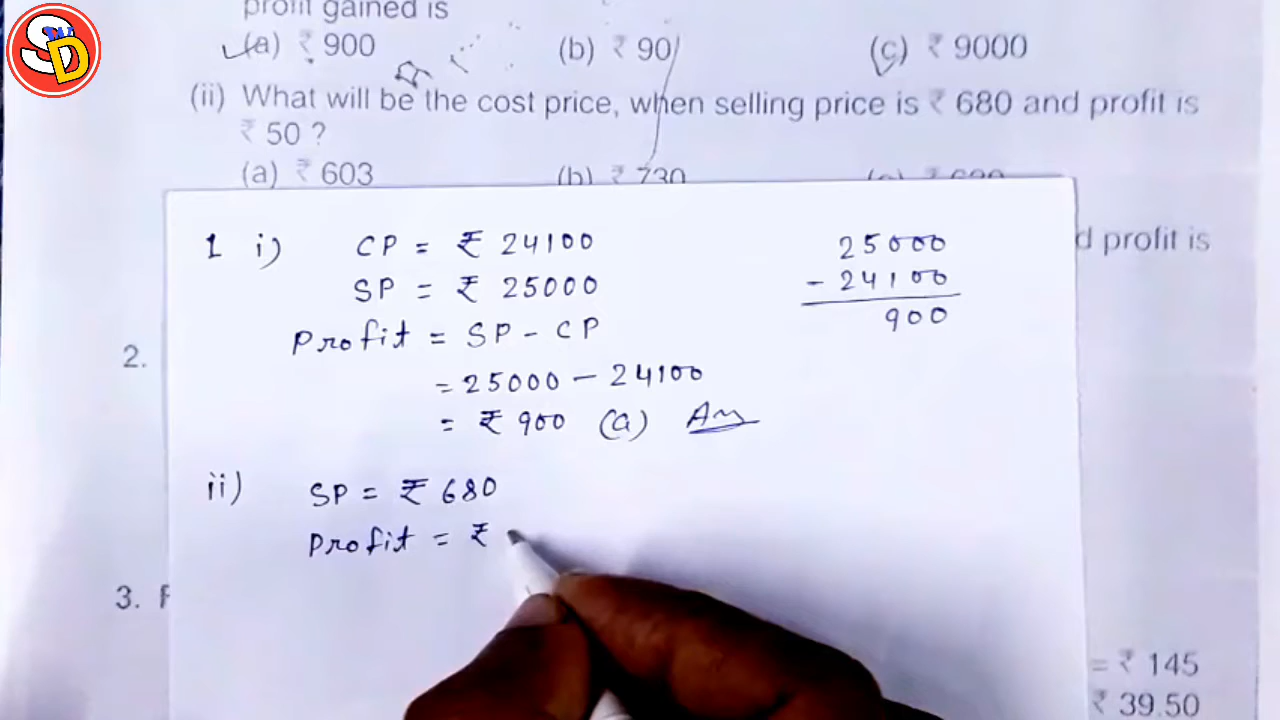 profit gained is
(a) ₹ 900 (b) ₹ 90 (c) ₹ 9000
(ii) What will be the cost price, when selling price is ₹ 680 and profit is
₹ 50 ?
(a) ₹ 603 (b) ₹ 730
d profit is
1 i) CP = ₹ 24100
SP = ₹ 25000
Profit = SP - CP
= 25000 - 24100
= ₹ 900 (a) Ans
25000
- 24100
900
ii) SP = ₹ 680
Profit = ₹
2.
3. F
= ₹ 145
₹ 39.50
SD